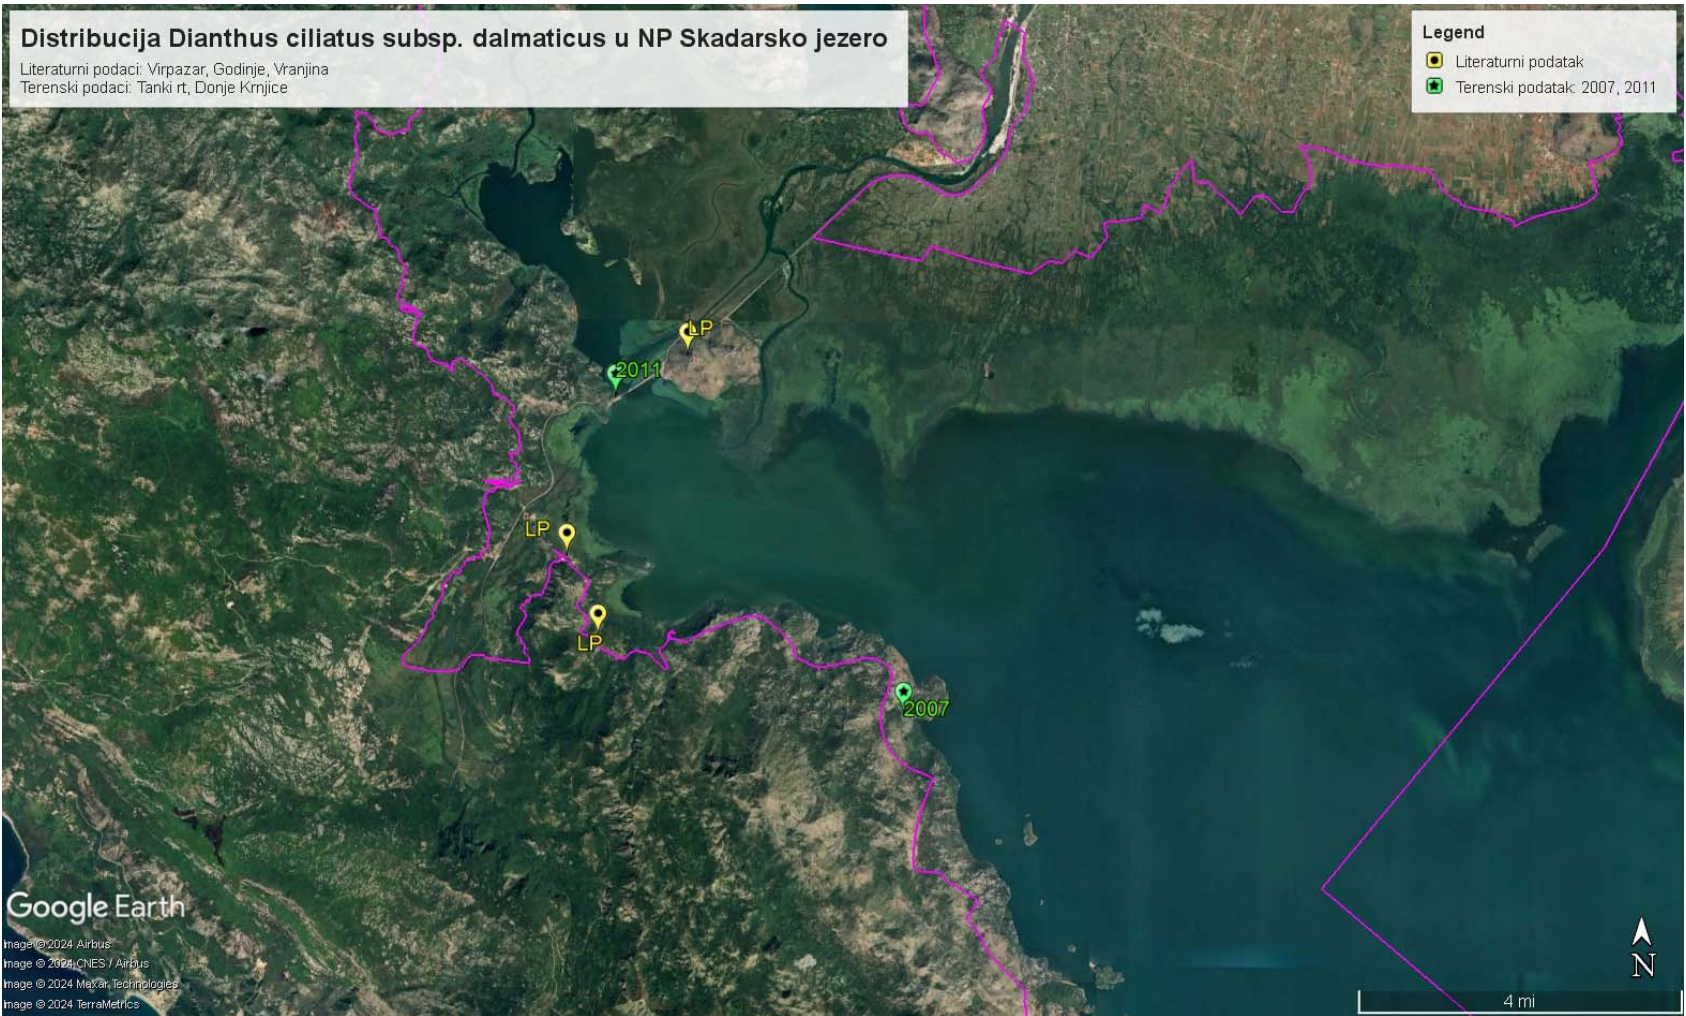 Distribucija Dianthus ciliatus subsp. dalmaticus u NP Skadarsko jezero
Literaturni podaci: Virpazar, Godinje, Vranjina
Terenski podaci: Tanki rt, Donje Krnjice
Legend
Literaturni podatak
Terenski podatak: 2007, 2011
LP
2011
LP
LP
2007
Google Earth
Image © 2024 Airbus
Image © 2024 CNES / Airbus
Image © 2024 Maxar Technologies
Image © 2024 TerraMetrics
N
4 mi